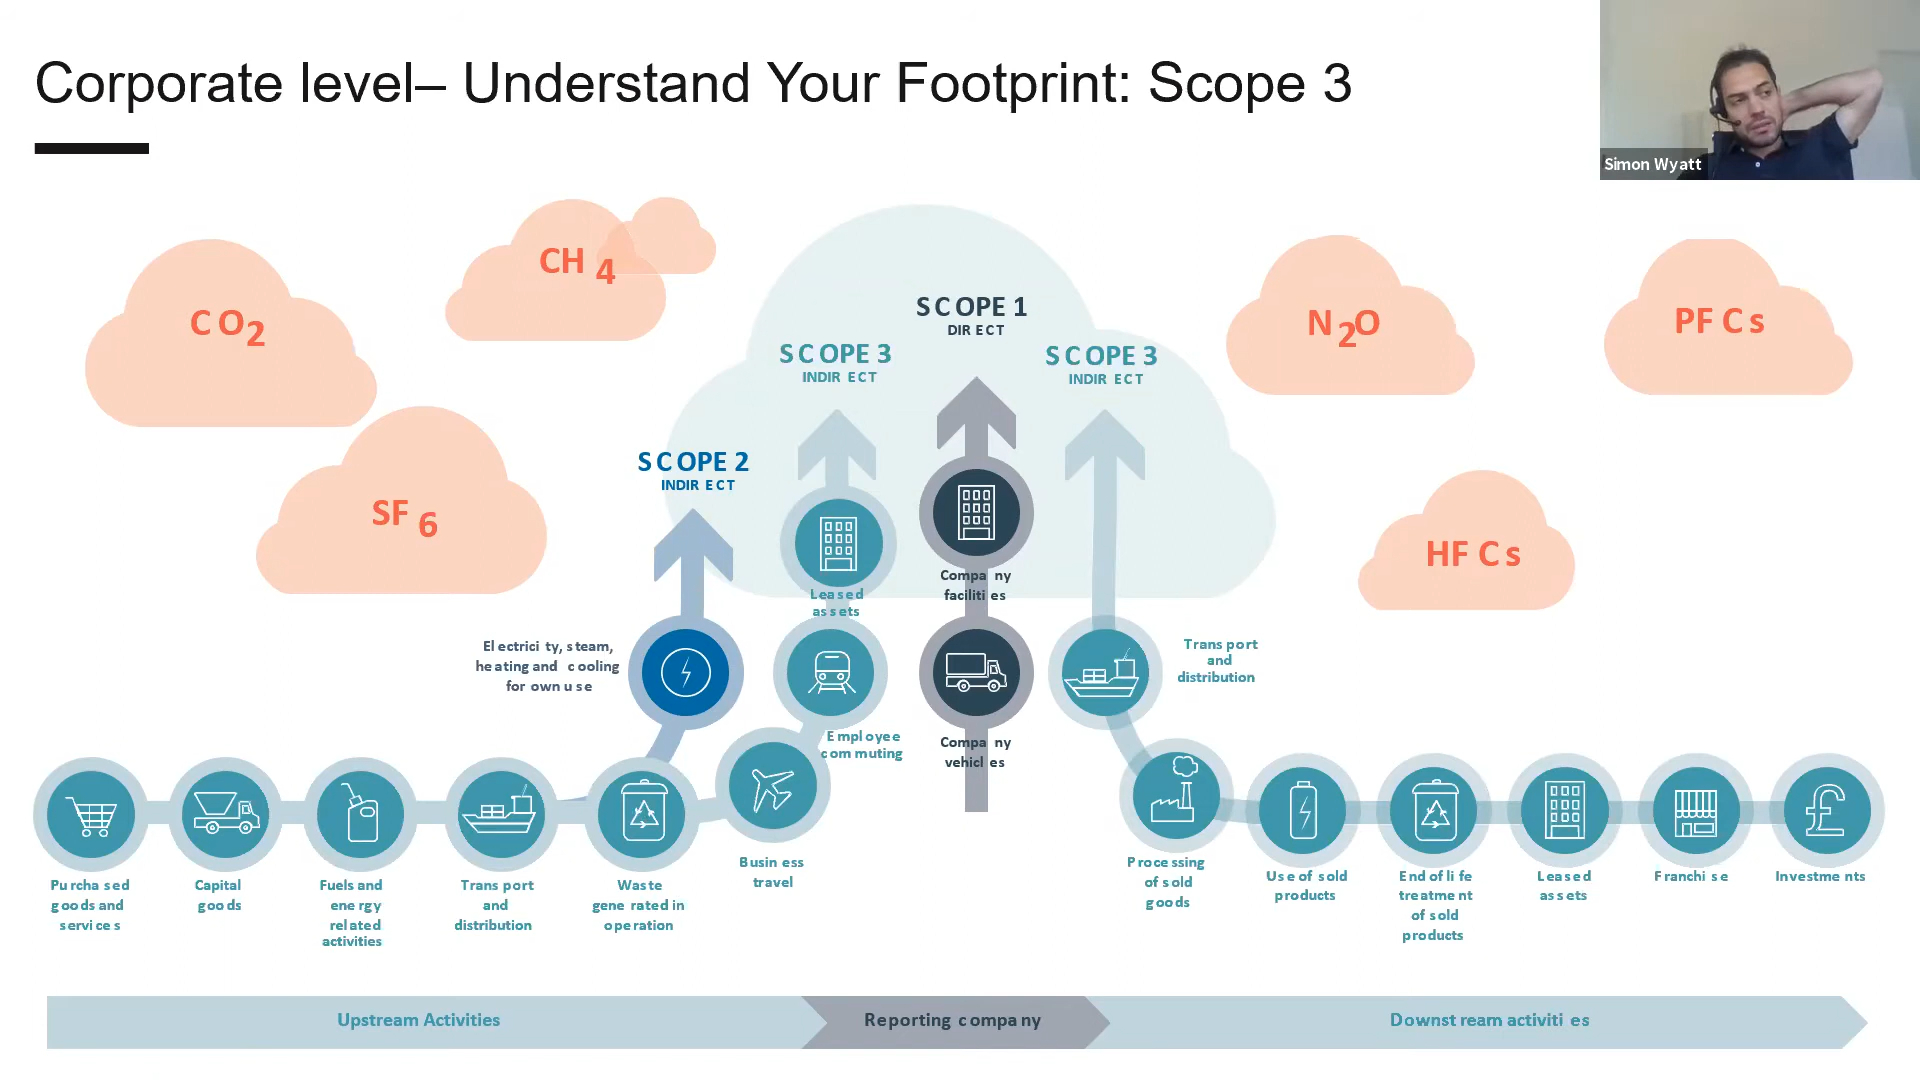 Corporate level– Understand Your Footprint: Scope 3
Simon Wyatt
CO2
CH4
SF6
N2O
PFCs
HFCs
SCOPE 1
DIRECT
SCOPE 3
INDIRECT
SCOPE 3
INDIRECT
SCOPE 2
INDIRECT
Leased
assets
Company
facilities
Electricity, steam,
heating and cooling
for own use
Employee
commuting
Company
vehicles
Transport
and
distribution
Purchased
goods and
services
Capital
goods
Fuels and
energy
related
activities
Transport
and
distribution
Waste
generated in
operation
Business
travel
Processing
of sold
goods
Use of sold
products
End of life
treatment
of sold
products
Leased
assets
Franchise
Investments
Upstream Activities
Reporting company
Downstream activities